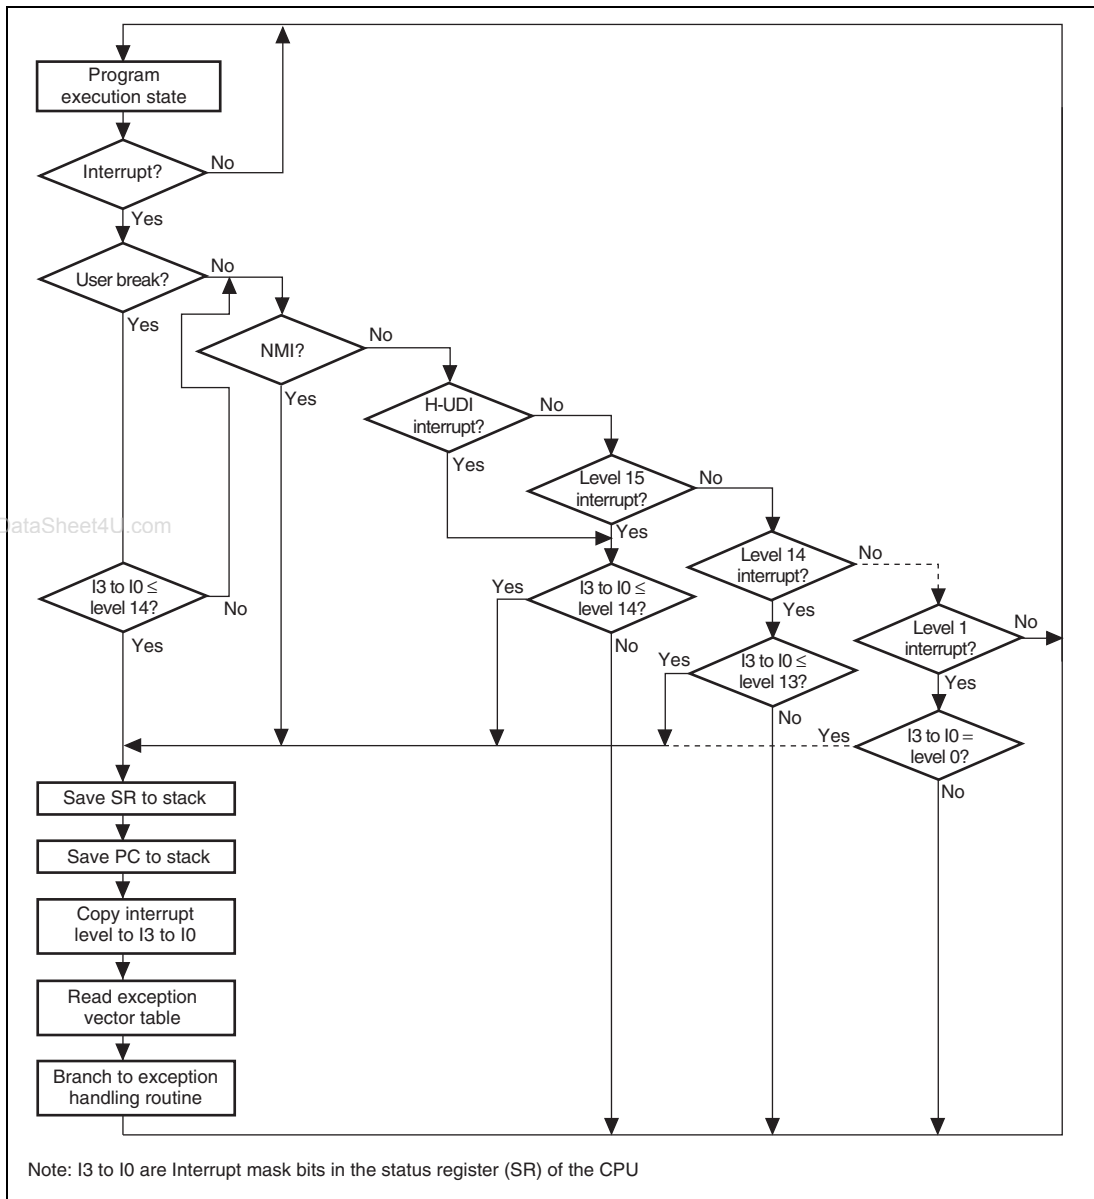 Program
execution state
Interrupt?
No
Yes
User break?
No
Yes
NMI?
No
Yes
H-UDI
interrupt?
No
Yes
Level 15
interrupt?
No
Yes
Level 14
interrupt?
No
Yes
Level 1
interrupt?
No
Yes
I3 to I0 ≤
level 14?
No
Yes
I3 to I0 ≤
level 14?
Yes
No
I3 to I0 ≤
level 13?
Yes
No
I3 to I0 =
level 0?
Yes
No
Save SR to stack
Save PC to stack
Copy interrupt
level to I3 to I0
Read exception
vector table
Branch to exception
handling routine
Note: I3 to I0 are Interrupt mask bits in the status register (SR) of the CPU
DataSheet4U.com